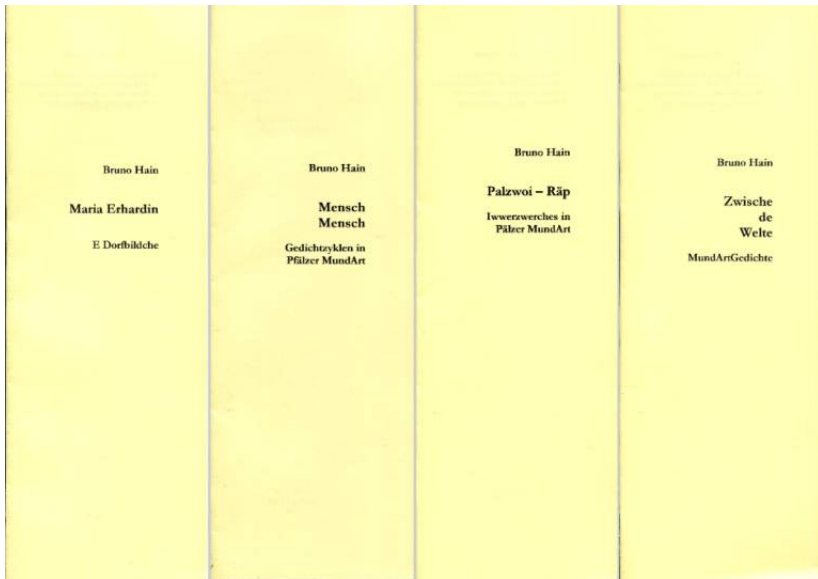 Bruno Hain
Maria Erhardin
E Dorfbildche
Bruno Hain
Mensch
Mensch
Gedichtzyklen in
Pfälzer MundArt
Bruno Hain
Palzwoi – Räp
Iwwerzwerches in
Pälzer MundArt
Bruno Hain
Zwische
de
Welte
MundArtGedichte